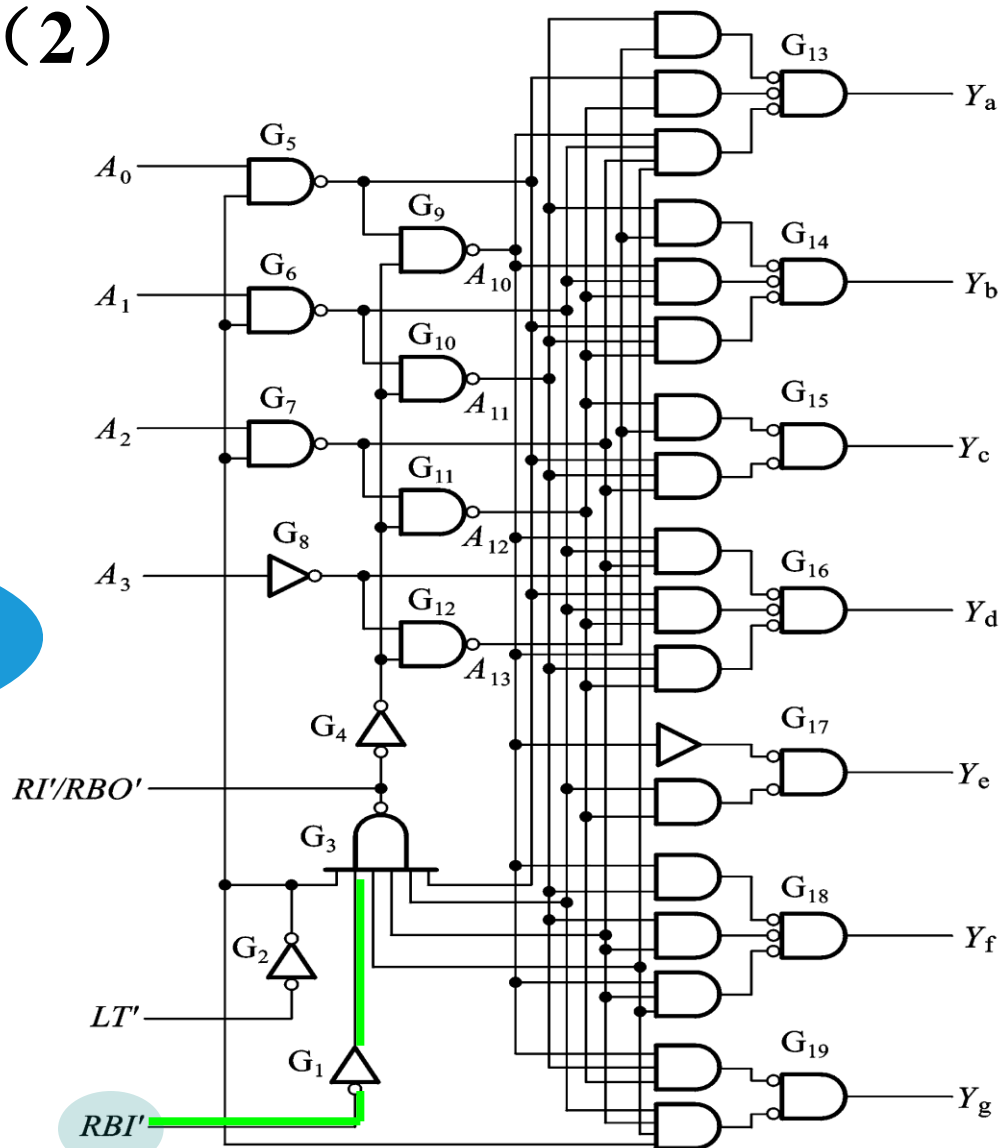 （2）
G13
Ya
G5
A0
G9
G14
A10
Yb
G6
A1
G10
G15
A11
G7
A2
Yc
G11
A12
G8
A3
G16
G12
Yd
A13
G17
G4
RI'/RBO'
Ye
G3
G18
G2
Yf
LT'
G1
G19
Yg
RBI'